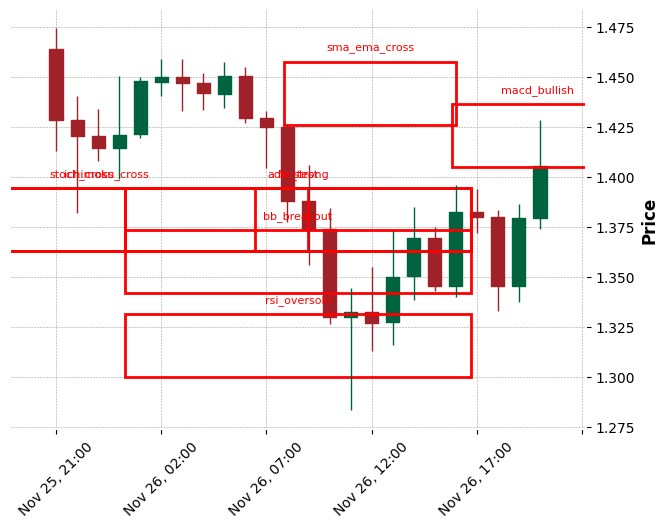 sma_ema_cross
macd_bullish
ichimoku_cross
bb_breakout
rsi_oversold
1.475
1.450
1.425
1.400
1.375
1.350
1.325
1.300
1.275
Price
Nov 25, 21:00
Nov 26, 02:00
Nov 26, 07:00
Nov 26, 12:00
Nov 26, 17:00